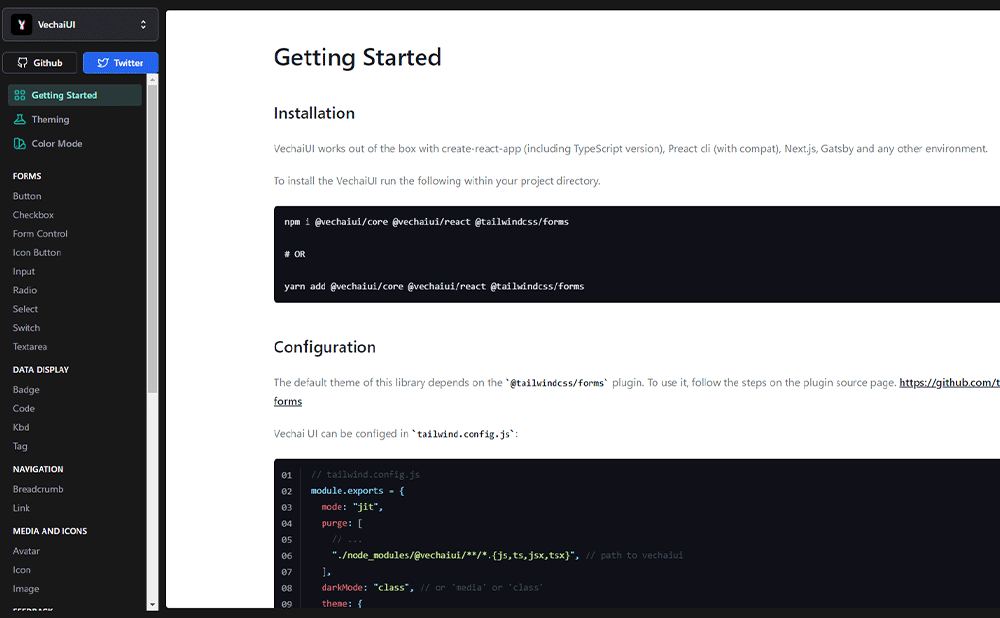 VechaiUI
Github
Twitter
Getting Started
Theming
Color Mode
FORMS
Button
Checkbox
Form Control
Icon Button
Input
Radio
Select
Switch
Textarea
DATA DISPLAY
Badge
Code
Kbd
Tag
NAVIGATION
Breadcrumb
Link
MEDIA AND ICONS
Avatar
Icon
Image
FEEDBACK
Getting Started
Installation
VechaiUI works out of the box with create-react-app (including TypeScript version), Preact cli (with compat), Next.js, Gatsby and any other environment.
To install the VechaiUI run the following within your project directory.
npm i @vechaiui/core @vechaiui/react @tailwindcss/forms
# OR
yarn add @vechaiui/core @vechaiui/react @tailwindcss/forms
Configuration
The default theme of this library depends on the `@tailwindcss/forms` plugin. To use it, follow the steps on the plugin source page. https://github.com/t
forms
Vechai UI can be configed in `tailwind.config.js`:
01 // tailwind.config.js
02 module.exports = {
03 mode: "jit",
04 purge: [
05 // ...
06 "./node_modules/@vechaiui/**/*.{js,ts,jsx,tsx}", // path to vechaiui
07 ],
08 darkMode: "class", // or 'media' or 'class'
09 theme: {